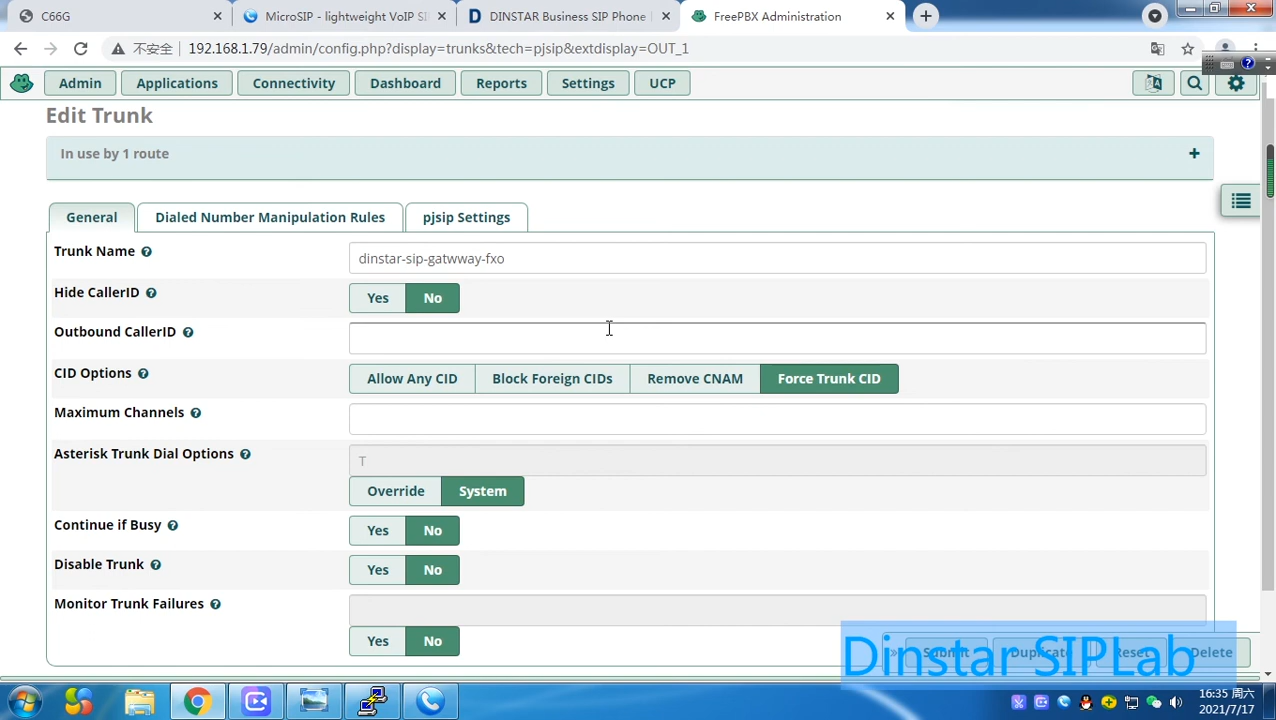 C66G
MicroSIP - lightweight VoIP SI
DINSTAR Business SIP Phone
FreePBX Administration
不安全 192.168.1.79/admin/config.php?display=trunks&tech=pjsip&extdisplay=OUT_1
Admin Applications Connectivity Dashboard Reports Settings UCP
Edit Trunk
In use by 1 route
General Dialed Number Manipulation Rules pjsip Settings
Trunk Name dinstar-sip-gatwway-fxo
Hide CallerID Yes No
Outbound CallerID
CID Options Allow Any CID Block Foreign CIDs Remove CNAM Force Trunk CID
Maximum Channels
Asterisk Trunk Dial Options T
Override System
Continue if Busy Yes No
Disable Trunk Yes No
Monitor Trunk Failures
Yes No
Submit Duplicate Reset Delete
Dinstar SIPLab
16:35 周六
2021/7/17